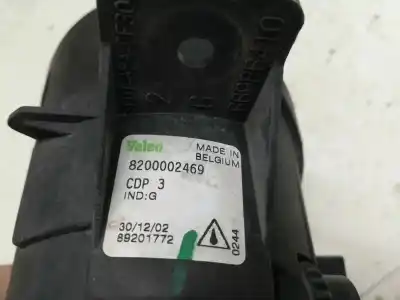 Valeo
MADE IN
BELGIUM
8200002469
CDP 3
IND:G
30/12/02
89201772
0244